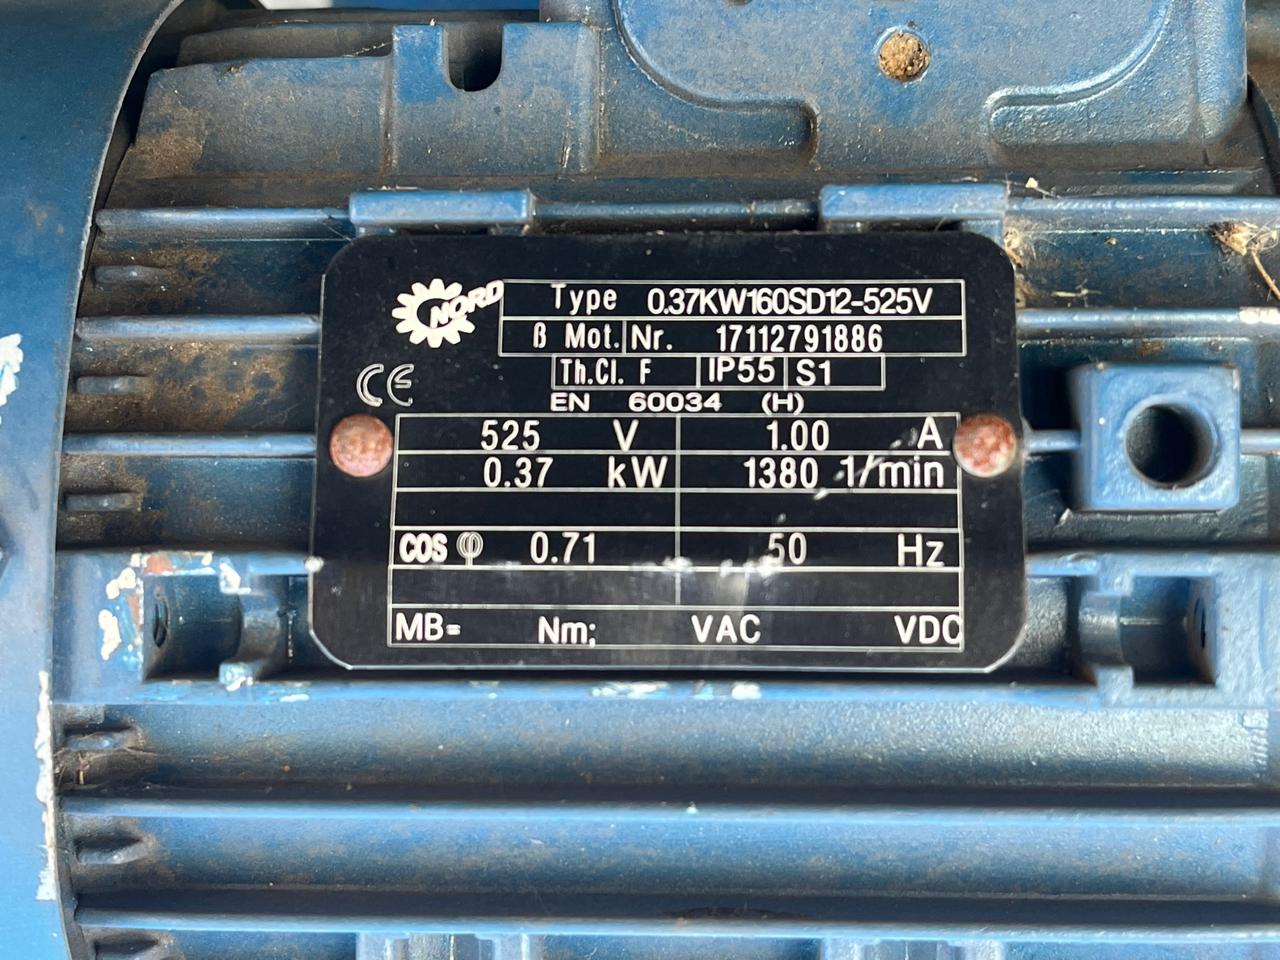 NORD
Type 0.37KW160SD12-525V
3~ Mot. Nr. 17112791886
Th.Cl. F IP55 S1
CE
EN 60034 (H)
525 V 1.00 A
0.37 kW 1380 1/min
COS φ 0.71 50 Hz
MB= Nm; VAC VDC